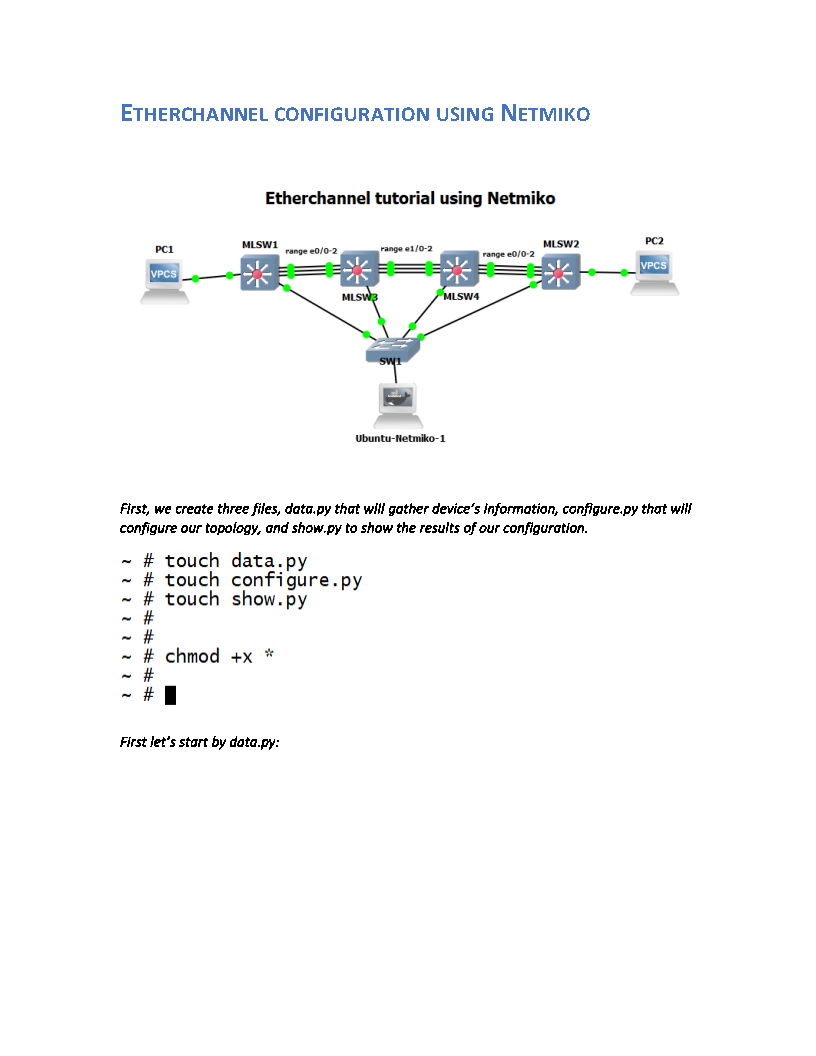 ETHERCHANNEL CONFIGURATION USING NETMIKO
Etherchannel tutorial using Netmiko
PC1
MLSW1
range e0/0-2
range e1/0-2
range e0/0-2
MLSW2
PC2
VPCS
VPCS
MLSW3
MLSW4
SW1
Ubuntu-Netmiko-1
First, we create three files, data.py that will gather device's information, configure.py that will
configure our topology, and show.py to show the results of our configuration.
~ # touch data.py
~ # touch configure.py
~ # touch show.py
~ #
~ #
~ # chmod +x *
~ #
~ #
First let's start by data.py: